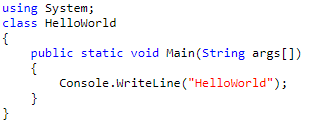 using System;
class HelloWorld
{
    public static void Main(String args[])
    {
        Console.WriteLine("HelloWorld");
    }
}